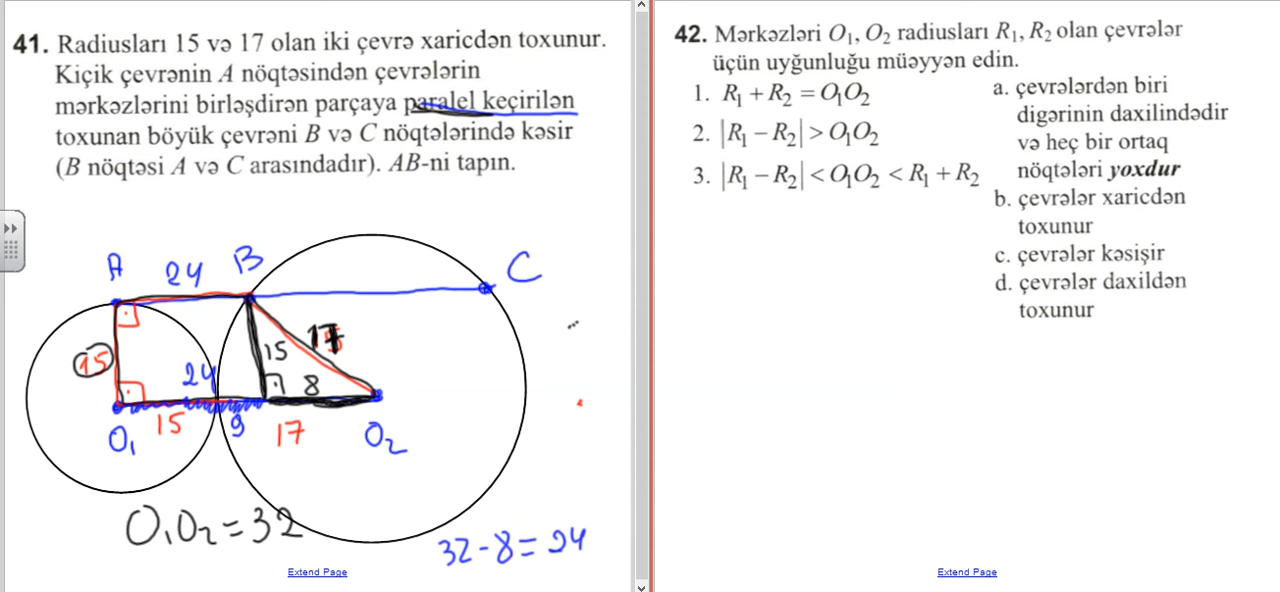 41. Radiusları 15 və 17 olan iki çevrə xaricdən toxunur.
Kiçik çevrənin A nöqtəsindən çevrələrin
mərkəzlərini birləşdirən parçaya paralel keçirilən
toxunan böyük çevrəni B və C nöqtələrində kəsir
(B nöqtəsi A və C arasındadır). AB-ni tapın.
A 24 B C
15 15 17
24 8
O₁ 15 9 17 O₂
O₁O₂ = 32
32 - 8 = 24
Extend Page
42. Mərkəzləri O₁, O₂ radiusları R₁, R₂ olan çevrələr
üçün uyğunluğu müəyyən edin.
1. R₁ + R₂ = O₁O₂
2. |R₁ − R₂| > O₁O₂
3. |R₁ − R₂| < O₁O₂ < R₁ + R₂
a. çevrələrdən biri
digərinin daxilindədir
və heç bir ortaq
nöqtələri yoxdur
b. çevrələr xaricdən
toxunur
c. çevrələr kəsişir
d. çevrələr daxildən
toxunur
Extend Page